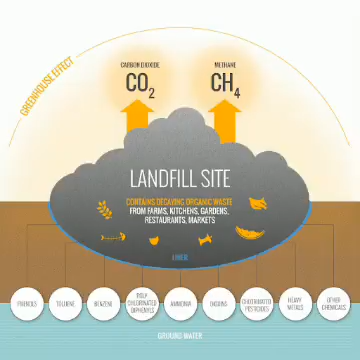 GREENHOUSE EFFECT
CARBON DIOXIDE
METHANE
CO2
CH4
LANDFILL SITE
CONTAINS DECAYING ORGANIC WASTE
FROM FARMS, KITCHENS, GARDENS,
RESTAURANTS, MARKETS
LINER
PHENOLS
TOLUENE
BENZENE
POLY
CHLORINATED
BIPHENYLS
AMMONIA
DIOXINS
CHLORINATED
PESTICIDES
HEAVY
METALS
OTHER
CHEMICALS
GROUND WATER